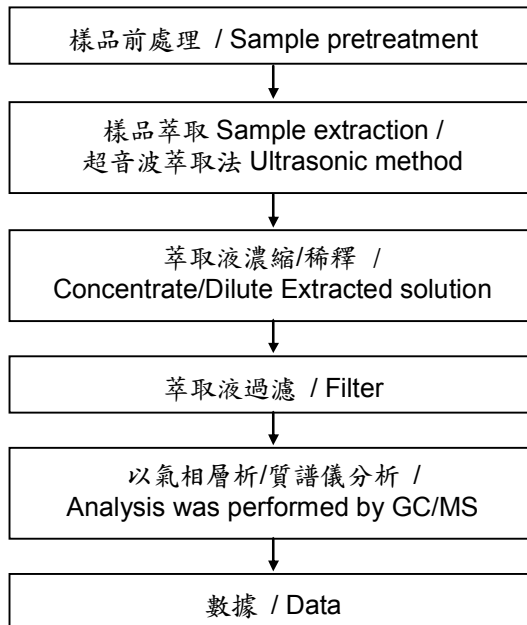 樣品前處理 / Sample pretreatment
樣品萃取 Sample extraction /
超音波萃取法 Ultrasonic method
萃取液濃縮/稀釋 /
Concentrate/Dilute Extracted solution
萃取液過濾 / Filter
以氣相層析/質譜儀分析 /
Analysis was performed by GC/MS
數據 / Data